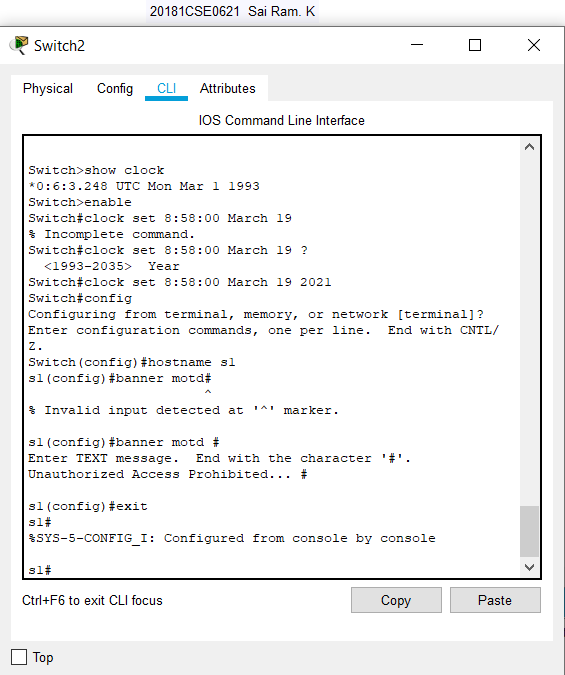 20181CSE0621 Sai Ram. K
Switch2
Physical Config CLI Attributes
IOS Command Line Interface
Switch>show clock
*0:6:3.248 UTC Mon Mar 1 1993
Switch>enable
Switch#clock set 8:58:00 March 19
% Incomplete command.
Switch#clock set 8:58:00 March 19 ?
<1993-2035> Year
Switch#clock set 8:58:00 March 19 2021
Switch#config
Configuring from terminal, memory, or network [terminal]?
Enter configuration commands, one per line. End with CNTL/
Z.
Switch(config)#hostname s1
s1(config)#banner motd#
^
% Invalid input detected at '^' marker.
s1(config)#banner motd #
Enter TEXT message. End with the character '#'.
Unauthorized Access Prohibited... #
s1(config)#exit
s1#
%SYS-5-CONFIG_I: Configured from console by console
s1#
Ctrl+F6 to exit CLI focus
Copy
Paste
Top